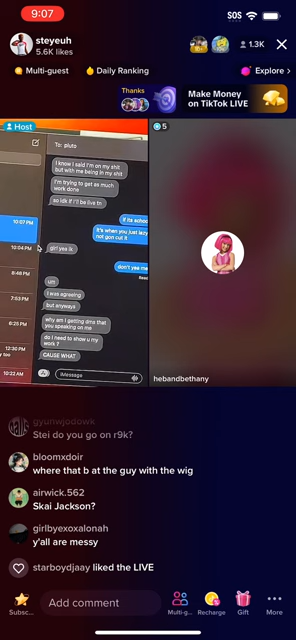 9:07
SOS
steyeuh
5.6K likes
1.3K
Multi-guest
Daily Ranking
Explore >
Thanks
Make Money
on TikTok LIVE
Host
To: pluto
I know I said I'm on my shit
but with me being in my shit
I'm trying to get as much
work done
so idk if I'll be live tn
10:07 PM
if its schoo
it's when you just lazy
not gon cut it
10:04 PM
girl yea ik
don't yee me
8:46 PM
um
I was agreeing
7:53 PM
but anyways
6:25 PM
why am I getting dms that
you speaking on me
do I need to show u my
work ?
12:30 PM
y too
CAUSE WHAT
10:22 AM
iMessage
5
hebandbethany
gyunwjodowk
Stei do you go on r9k?
bloomxdoir
where that b at the guy with the wig
airwick.562
Skai Jackson?
girlbyexoxalonah
y'all are messy
starboydjaay liked the LIVE
Subsc...
Add comment
Multi-g...
Recharge
Gift
More